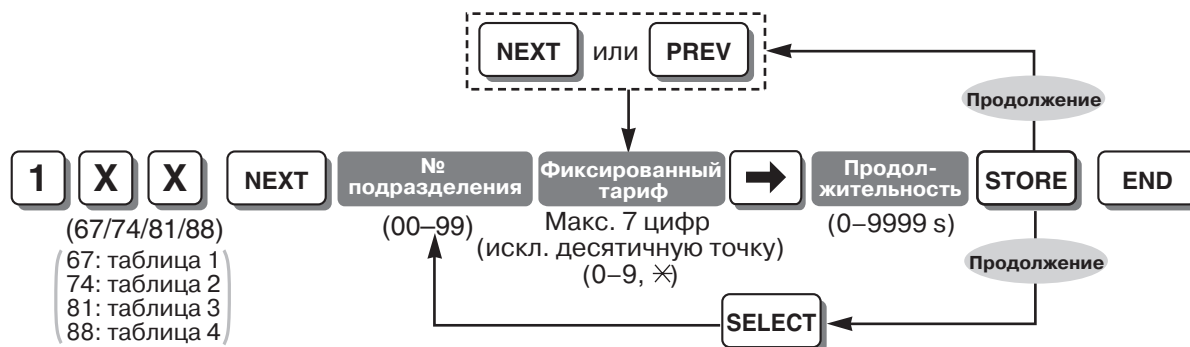 NEXT или PREV
Продолжение
1 X X NEXT
№
подразделения
Фиксированный
тариф
Продол-
жительность
STORE
END
(67/74/81/88)
67: таблица 1
74: таблица 2
81: таблица 3
88: таблица 4
(00–99)
Макс. 7 цифр
(искл. десятичную точку)
(0–9, ✳)
(0–9999 s)
Продолжение
SELECT